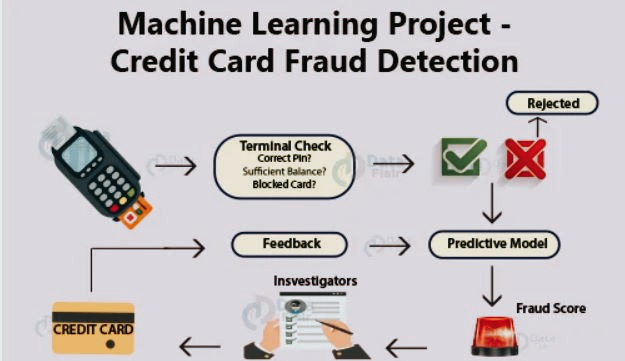 Machine Learning Project -
Credit Card Fraud Detection
Rejected
Terminal Check
Correct Pin?
Sufficient Balance?
Blocked Card?
Feedback
Predictive Model
Insvestigators
Fraud Score
CREDIT CARD